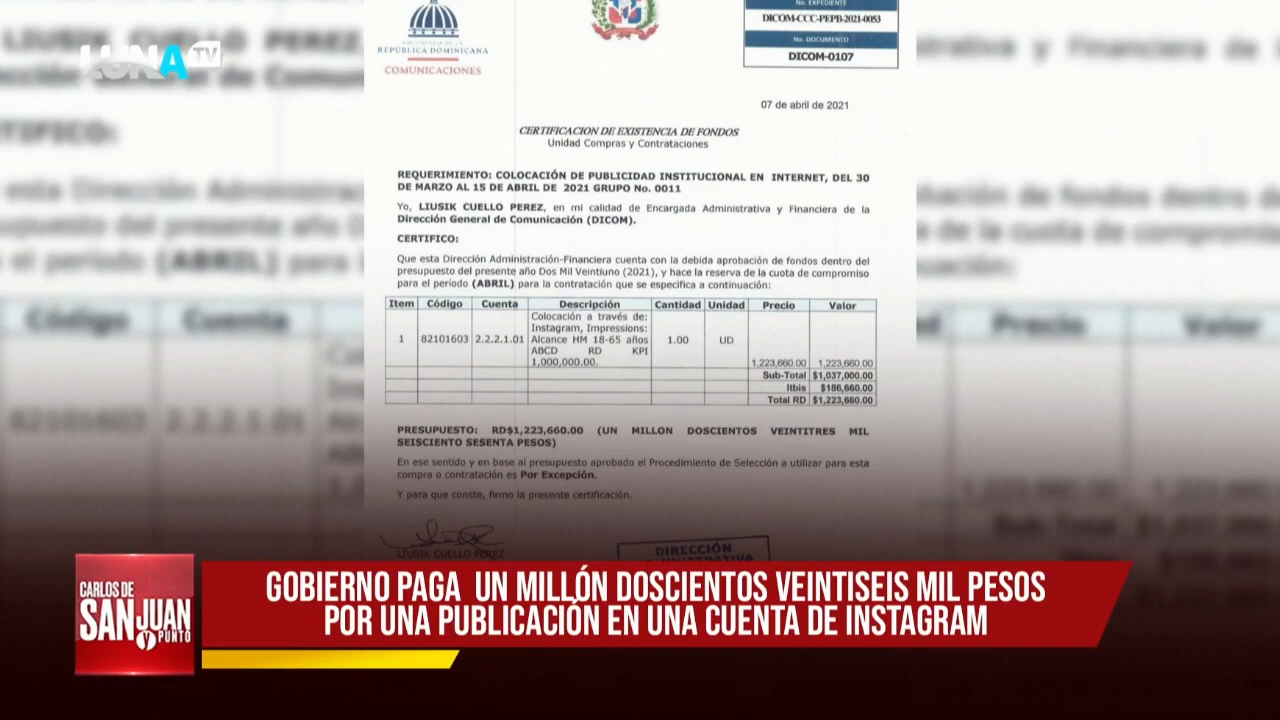 LUNA TV
REPÚBLICA DOMINICANA
COMUNICACIONES
No. EXPEDIENTE
DICOM-CCC-PEPB-2021-0053
No. DOCUMENTO
DICOM-0107
07 de abril de 2021
CERTIFICACION DE EXISTENCIA DE FONDOS
Unidad Compras y Contrataciones
REQUERIMIENTO: COLOCACIÓN DE PUBLICIDAD INSTITUCIONAL EN INTERNET, DEL 30
DE MARZO AL 15 DE ABRIL DE 2021 GRUPO No. 0011
Yo, LIUSIK CUELLO PEREZ, en mi calidad de Encargada Administrativa y Financiera de la
Dirección General de Comunicación (DICOM).
CERTIFICO:
Que esta Dirección Administración-Financiera cuenta con la debida aprobación de fondos dentro del
presupuesto del presente año Dos Mil Veintiuno (2021), y hace la reserva de la cuota de compromiso
para el período (ABRIL) para la contratación que se especifica a continuación:
Item Código Cuenta Descripción Cantidad Unidad Precio Valor
Colocación a través de:
Instagram, Impressions:
1 82101603 2.2.2.1.01 Alcance HM 18-65 años 1.00 UD
ABCD RD KPI
1,000,000.00. 1,223,660.00 1,223,660.00
Sub-Total $1,037,000.00
Itbis $186,660.00
Total RD $1,223,660.00
PRESUPUESTO: RD$1,223,660.00 (UN MILLON DOSCIENTOS VEINTITRES MIL
SEISCIENTO SESENTA PESOS)
En ese sentido y en base al presupuesto aprobado el Procedimiento de Selección a utilizar para esta
compra o contratación es Por Excepción.
Y para que conste, firmo la presente certificación.
LIUSIK CUELLO PEREZ
DIRECCIÓN
CARLOS DE
SAN JUAN
Y PUNTO
GOBIERNO PAGA UN MILLÓN DOSCIENTOS VEINTISEIS MIL PESOS
POR UNA PUBLICACIÓN EN UNA CUENTA DE INSTAGRAM